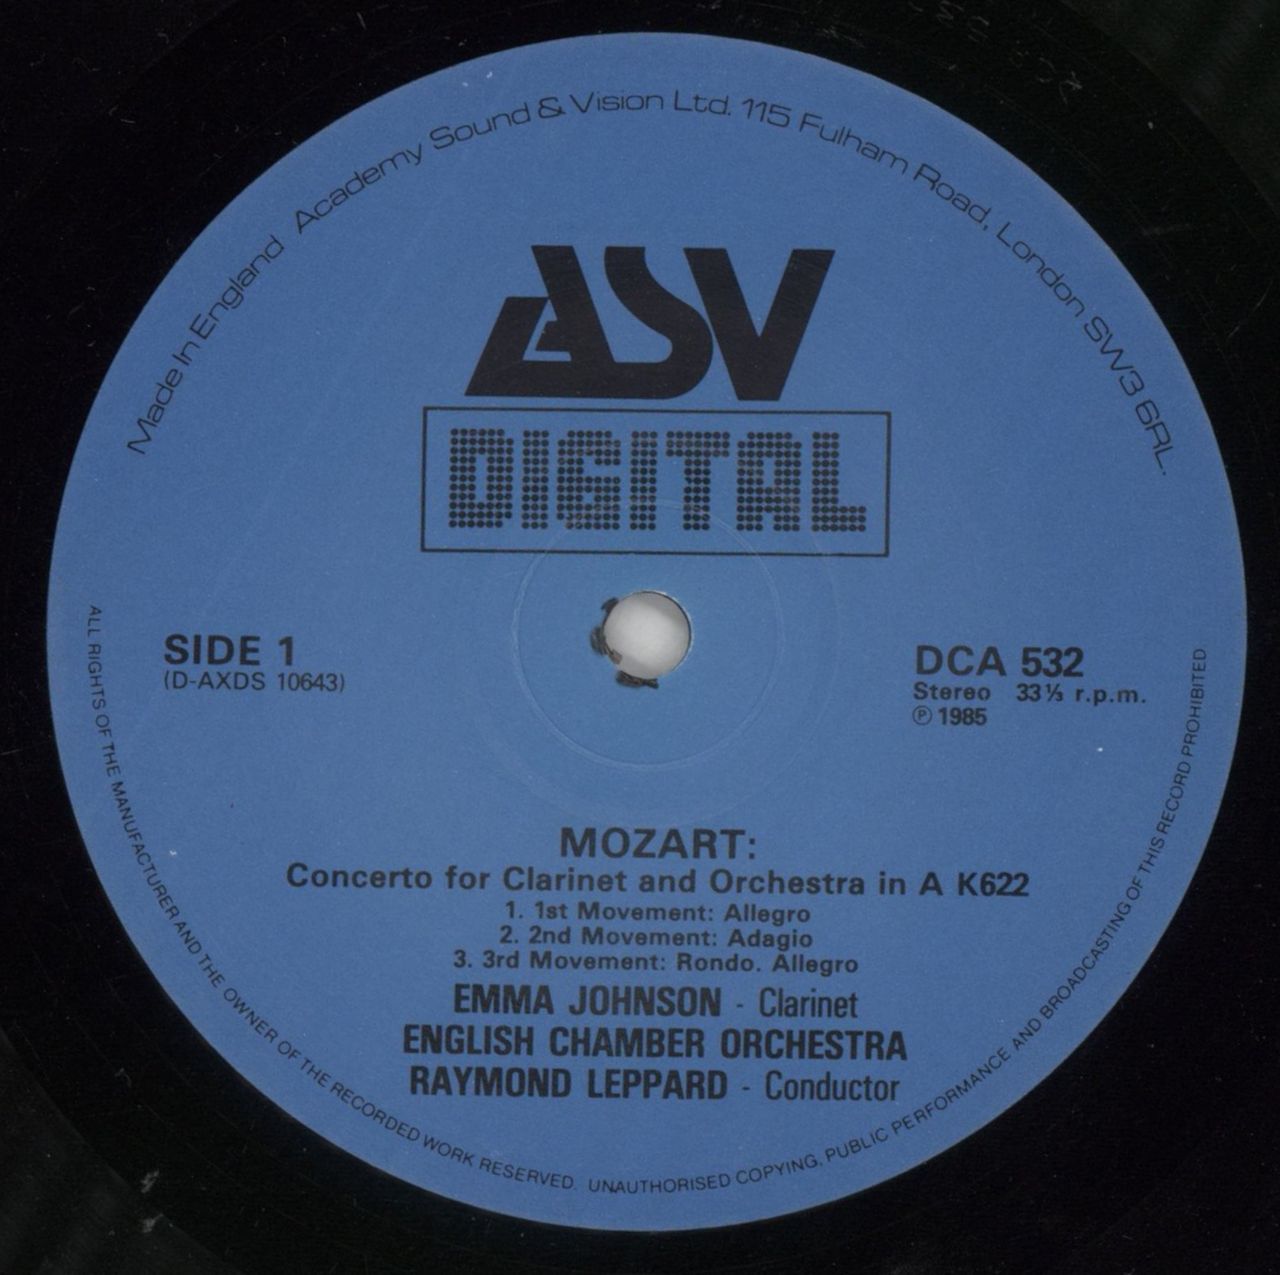 Made In England Academy Sound & Vision Ltd. 115 Fulham Road, London SW3 6RL.
ASV
DIGITAL
SIDE 1
(D-AXDS 10643)
DCA 532
Stereo 33⅓ r.p.m.
℗ 1985
MOZART:
Concerto for Clarinet and Orchestra in A K622
1. 1st Movement: Allegro
2. 2nd Movement: Adagio
3. 3rd Movement: Rondo. Allegro
EMMA JOHNSON - Clarinet
ENGLISH CHAMBER ORCHESTRA
RAYMOND LEPPARD - Conductor
ALL RIGHTS OF THE MANUFACTURER AND THE OWNER OF THE RECORDED WORK RESERVED. UNAUTHORISED COPYING, PUBLIC PERFORMANCE AND BROADCASTING OF THIS RECORD PROHIBITED.